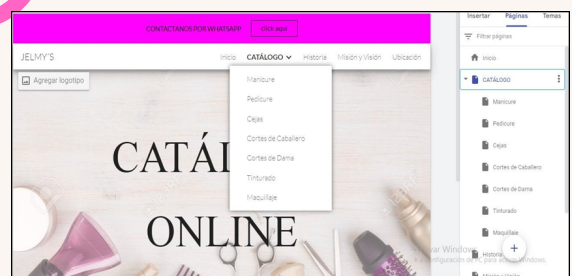 CONTACTANOS POR WHATSAPP click aqui
JELMY'S
Inicio CATÁLOGO Historia Misión y Visión Ubicación
Agregar logotipo
Manicure
Pedicure
Cejas
Cortes de Caballero
Cortes de Dama
Tinturado
Maquillaje
CATÁL
ONLINE
Insertar Páginas Temas
Filtrar páginas
Inicio
CATÁLOGO
Manicure
Pedicure
Cejas
Cortes de Caballero
Cortes de Dama
Tinturado
Maquillaje
Historia